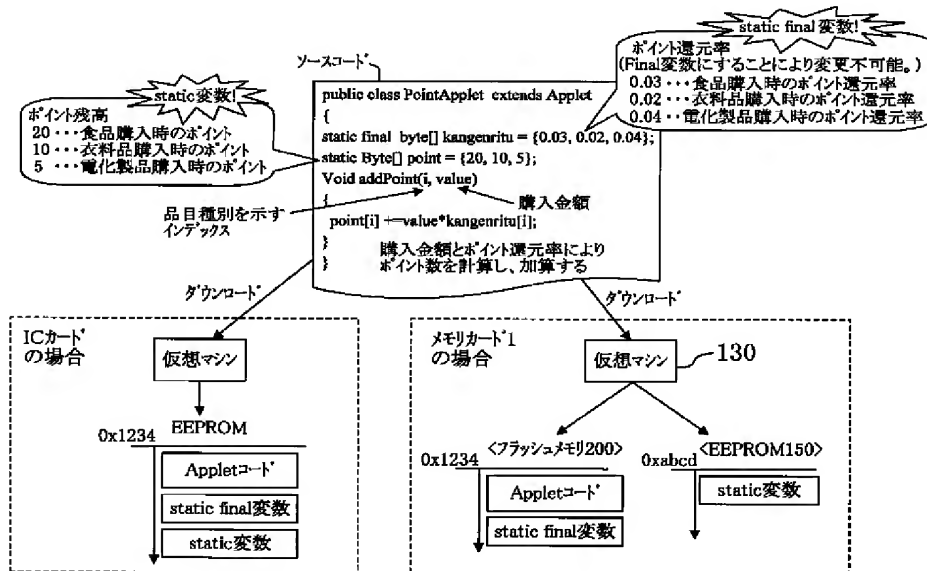 static final 変数!
ポイント還元率
(Final変数にすることにより変更不可能。)
0.03・・・食品購入時のポイント還元率
0.02・・・衣料品購入時のポイント還元率
0.04・・電化製品購入時のポイント還元率
ソースコード
static変数!
ポイント残高
20・・・食品購入時のポイント
10・・・衣料品購入時のポイント
5 ・・・電化製品購入時のポイント
public class PointApplet extends Applet
{
static final byte[] kangenritu = {0.03, 0.02, 0.04};
static Byte[] point = {20, 10, 5};
Void addPoint(i, value)
{
購入金額
品目種別を示す
インデックス
point[i] +=value*kangenritu[i];
}
}
購入金額とポイント還元率により
ポイント数を計算し、加算する
ダウンロード
ダウンロード
ICカード
の場合
仮想マシン
EEPROM
0x1234
Appletコード
static final変数
static変数
メモリカード1
の場合
仮想マシン
130
<フラッシュメモリ200>
0x1234
Appletコード
static final変数
<EEPROM150>
0xabcd
static変数